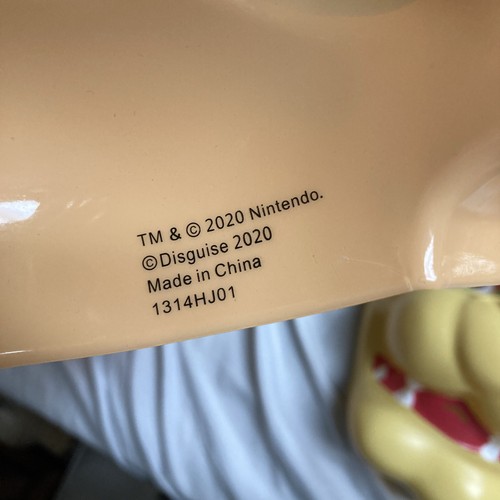 TM & © 2020 Nintendo.
©Disguise 2020
Made in China
1314HJ01